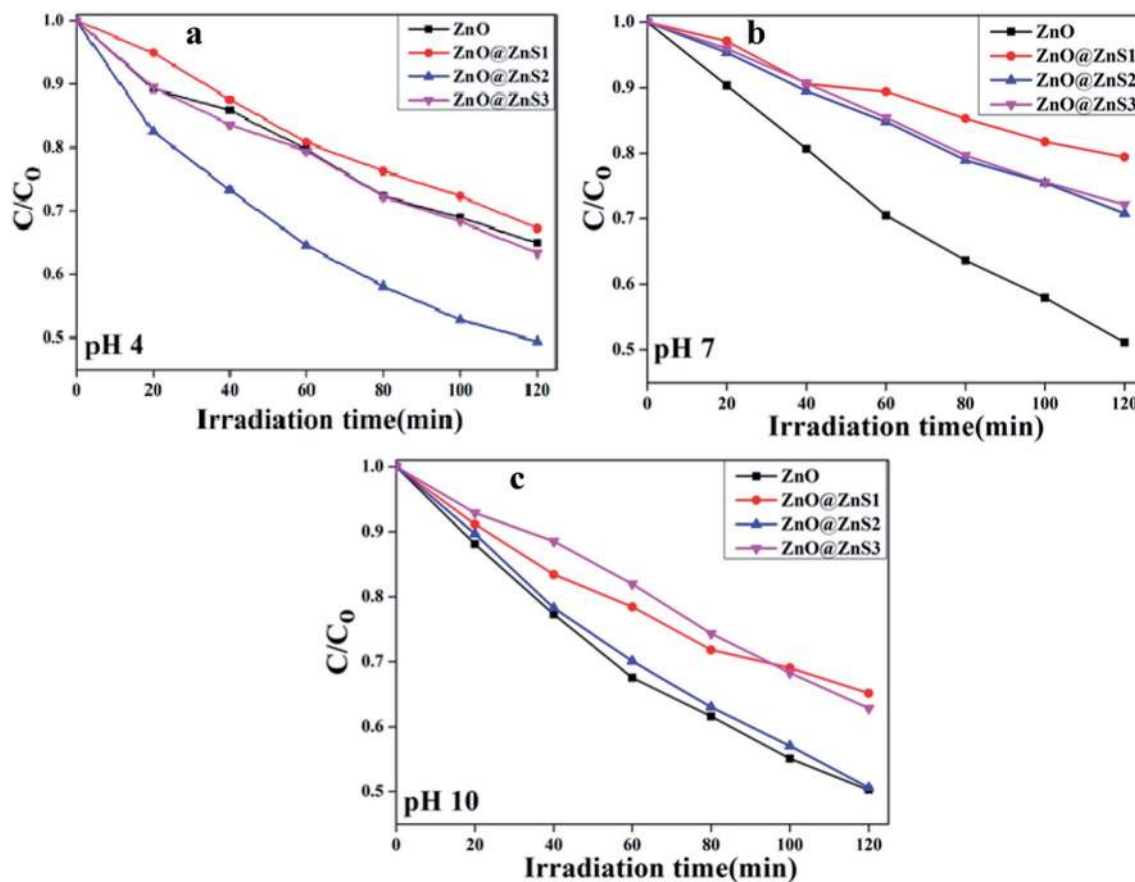 a
ZnO
ZnO@ZnS1
ZnO@ZnS2
ZnO@ZnS3
C/C0
1.0
0.9
0.8
0.7
0.6
0.5
pH 4
0 20 40 60 80 100 120
Irradiation time(min)
b
ZnO
ZnO@ZnS1
ZnO@ZnS2
ZnO@ZnS3
C/C0
1.0
0.9
0.8
0.7
0.6
0.5
pH 7
0 20 40 60 80 100 120
Irradiation time(min)
c
ZnO
ZnO@ZnS1
ZnO@ZnS2
ZnO@ZnS3
C/C0
1.0
0.9
0.8
0.7
0.6
0.5
pH 10
0 20 40 60 80 100 120
Irradiation time(min)